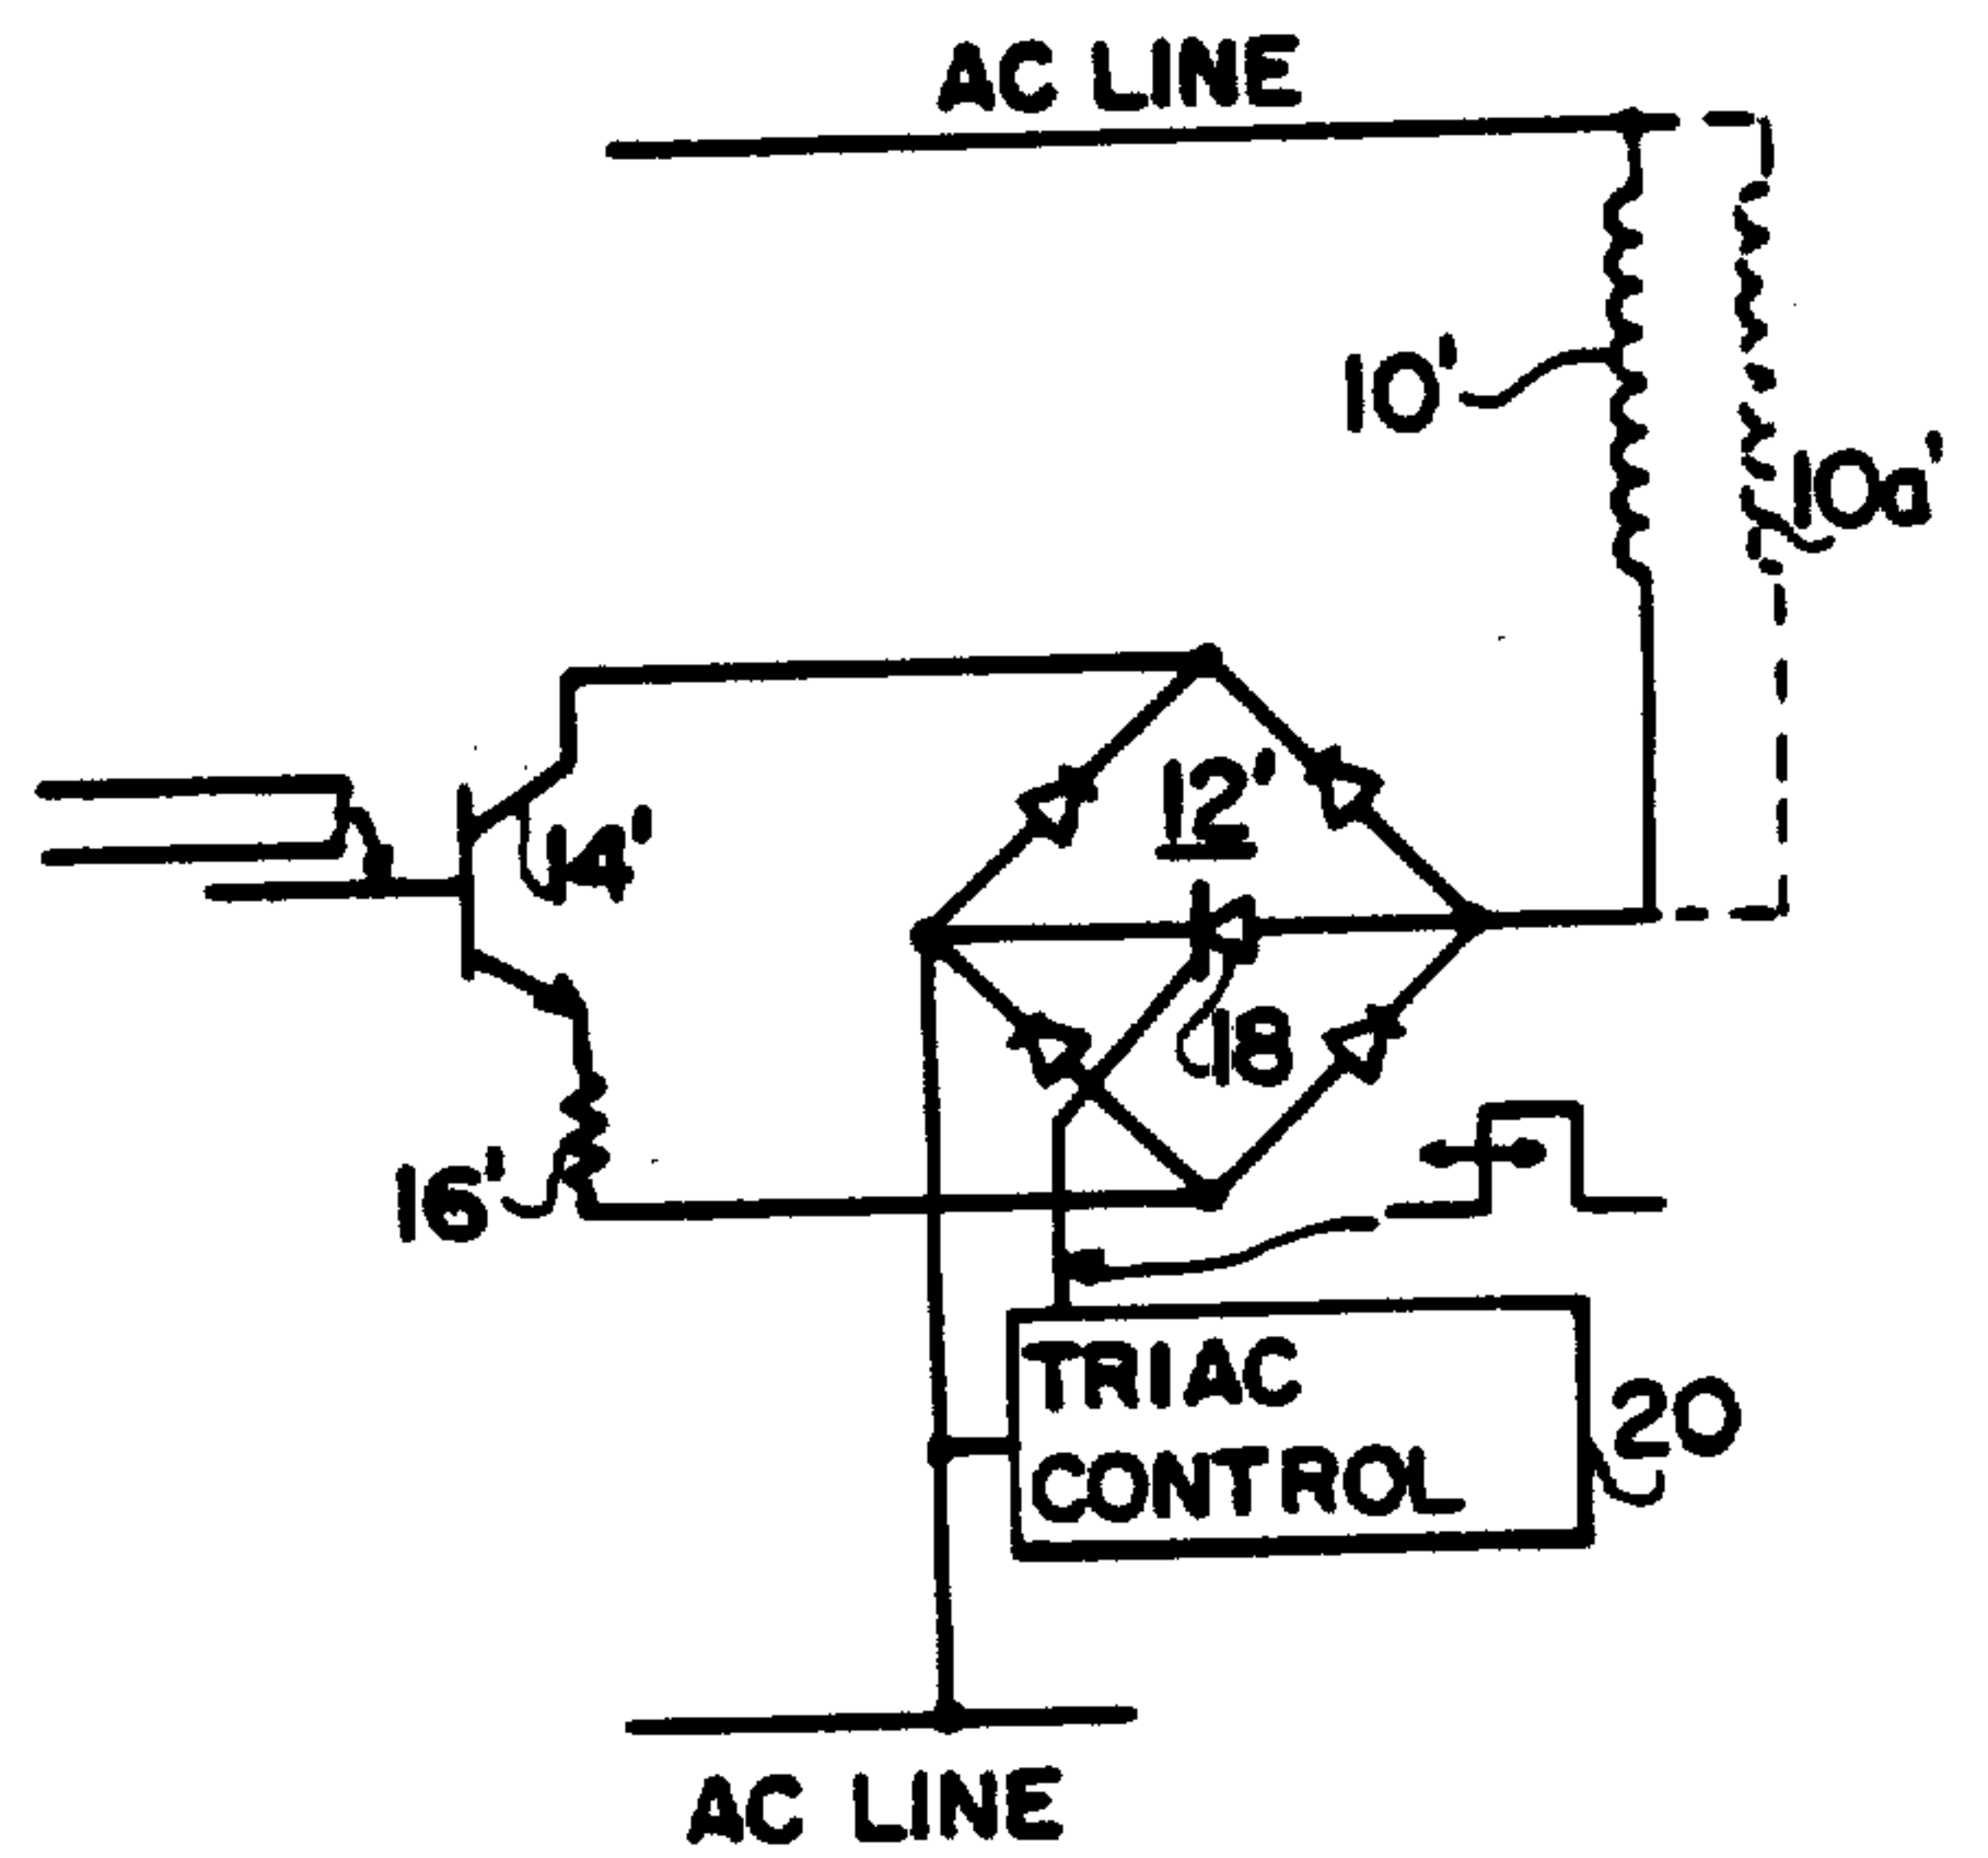 AC LINE
10'
10a'
12'
14'
18
16'
TRIAC
CONTROL
20
AC LINE